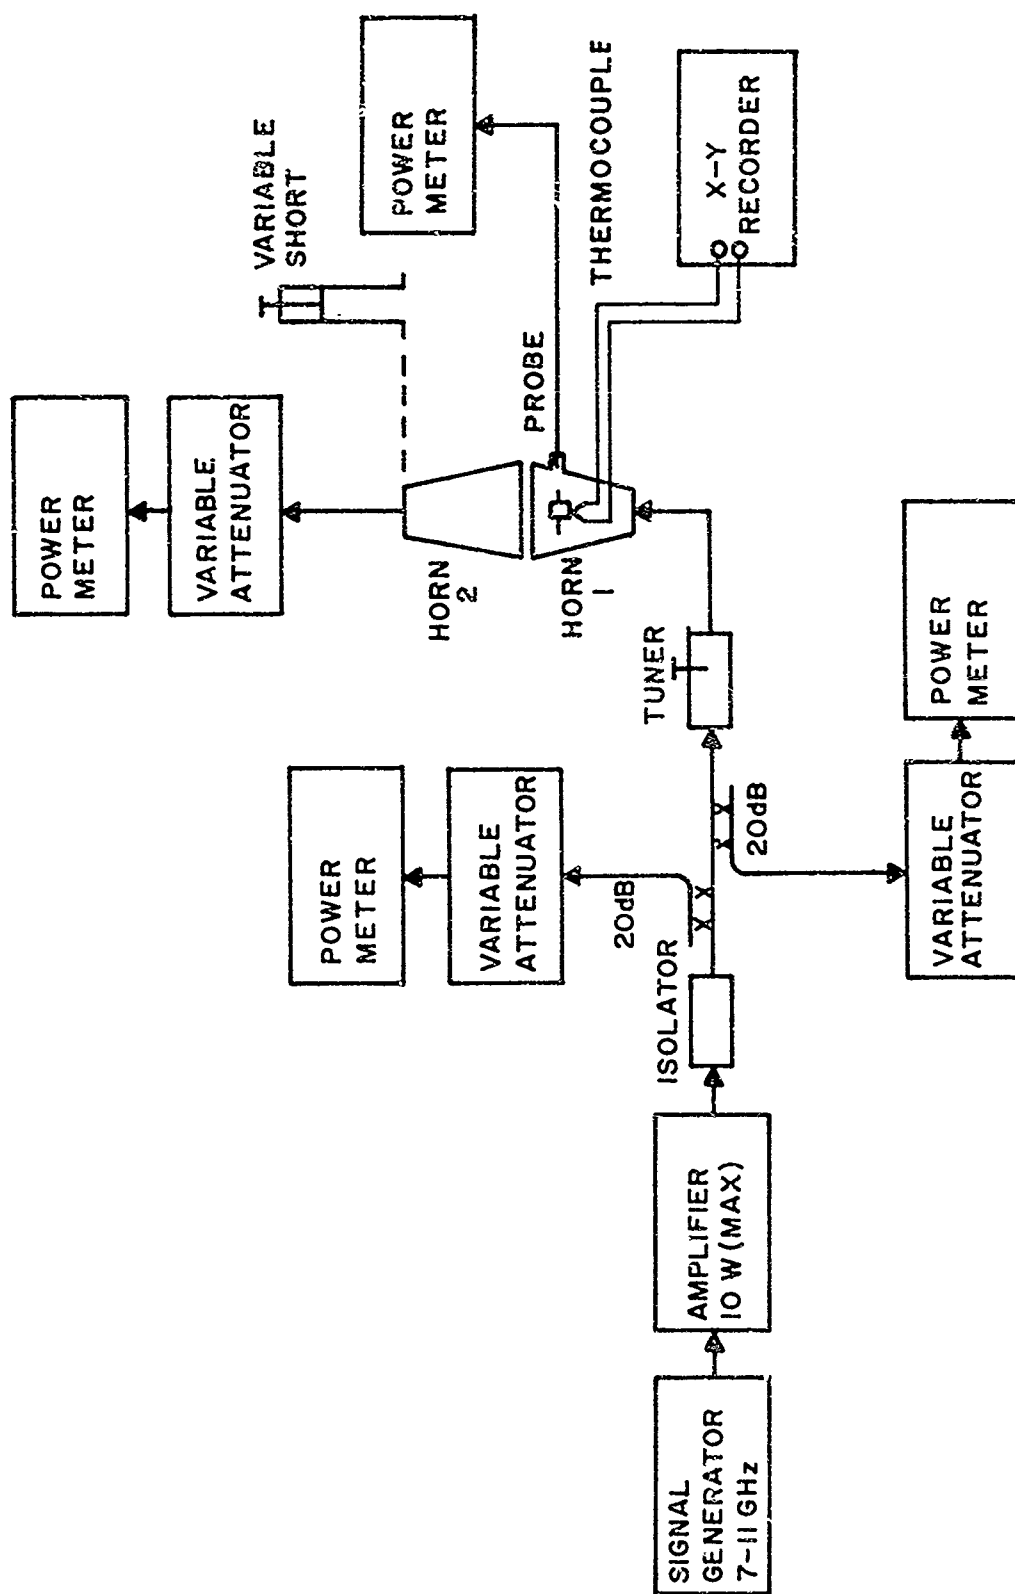 SIGNAL
GENERATOR
7-11 GHz
AMPLIFIER
10 W (MAX)
ISOLATOR
20dB
VARIABLE
ATTENUATOR
POWER
METER
20dB
VARIABLE
ATTENUATOR
POWER
METER
TUNER
HORN
1
HORN
2
PROBE
THERMOCOUPLE
X-Y
RECORDER
POWER
METER
VARIABLE
SHORT
VARIABLE
ATTENUATOR
POWER
METER